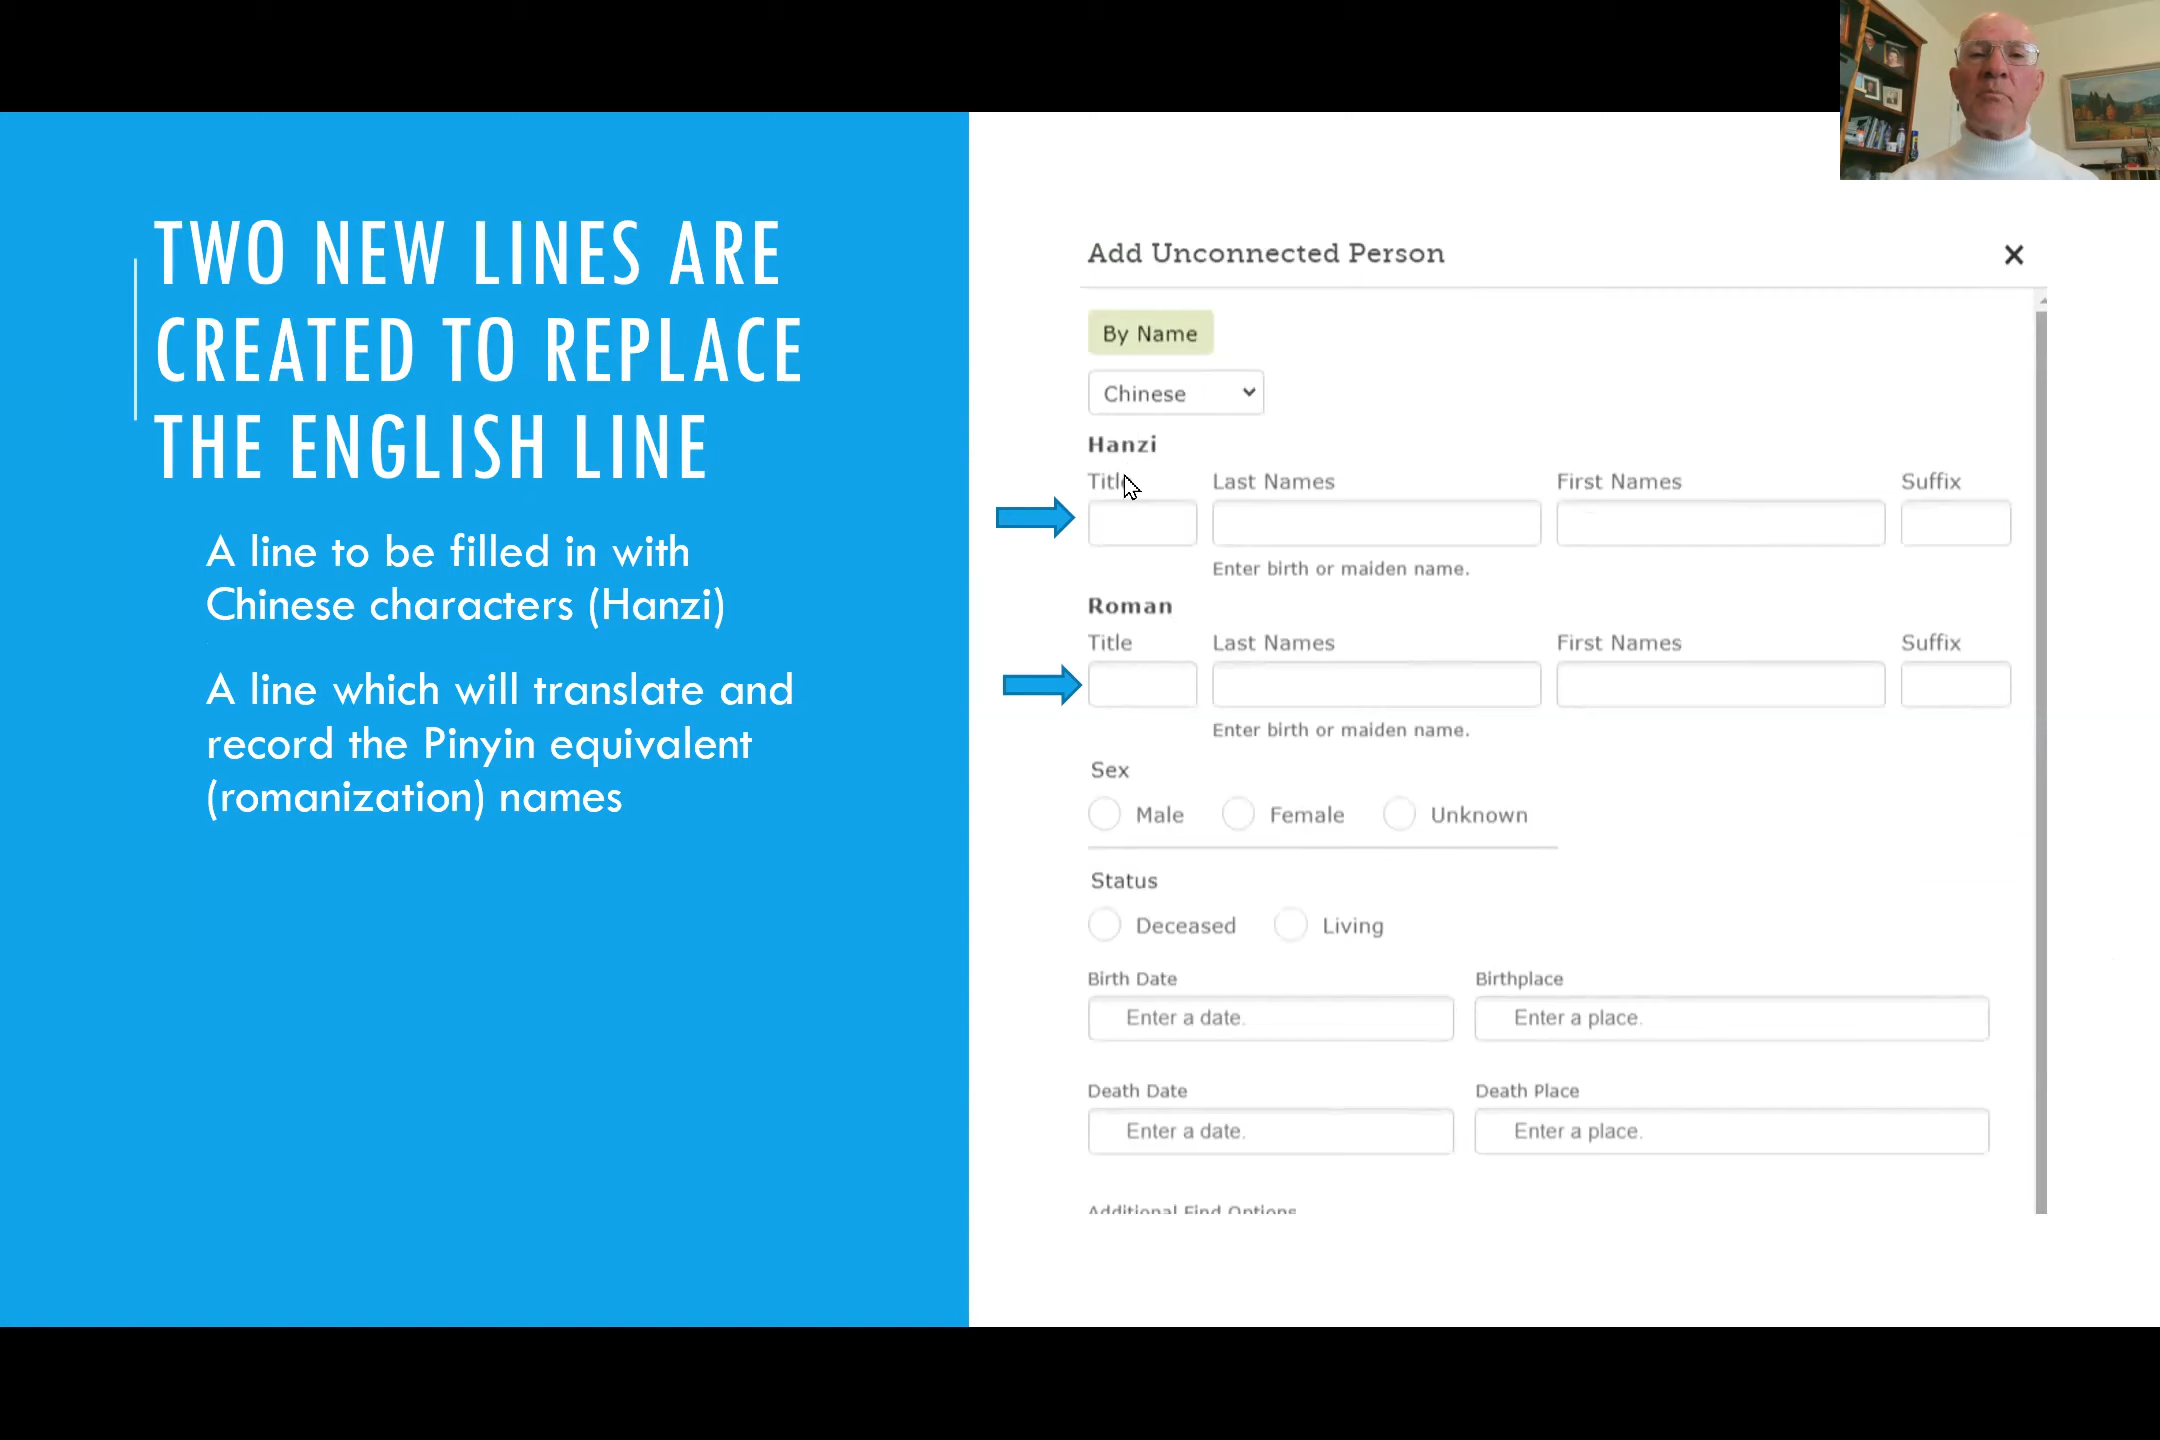 TWO NEW LINES ARE
CREATED TO REPLACE
THE ENGLISH LINE
A line to be filled in with
Chinese characters (Hanzi)
A line which will translate and
record the Pinyin equivalent
(romanization) names
Add Unconnected Person
By Name
Chinese
Hanzi
Title Last Names First Names Suffix
Enter birth or maiden name.
Roman
Title Last Names First Names Suffix
Enter birth or maiden name.
Sex
Male Female Unknown
Status
Deceased Living
Birth Date Birthplace
Enter a date. Enter a place.
Death Date Death Place
Enter a date. Enter a place.
Additional Find Options